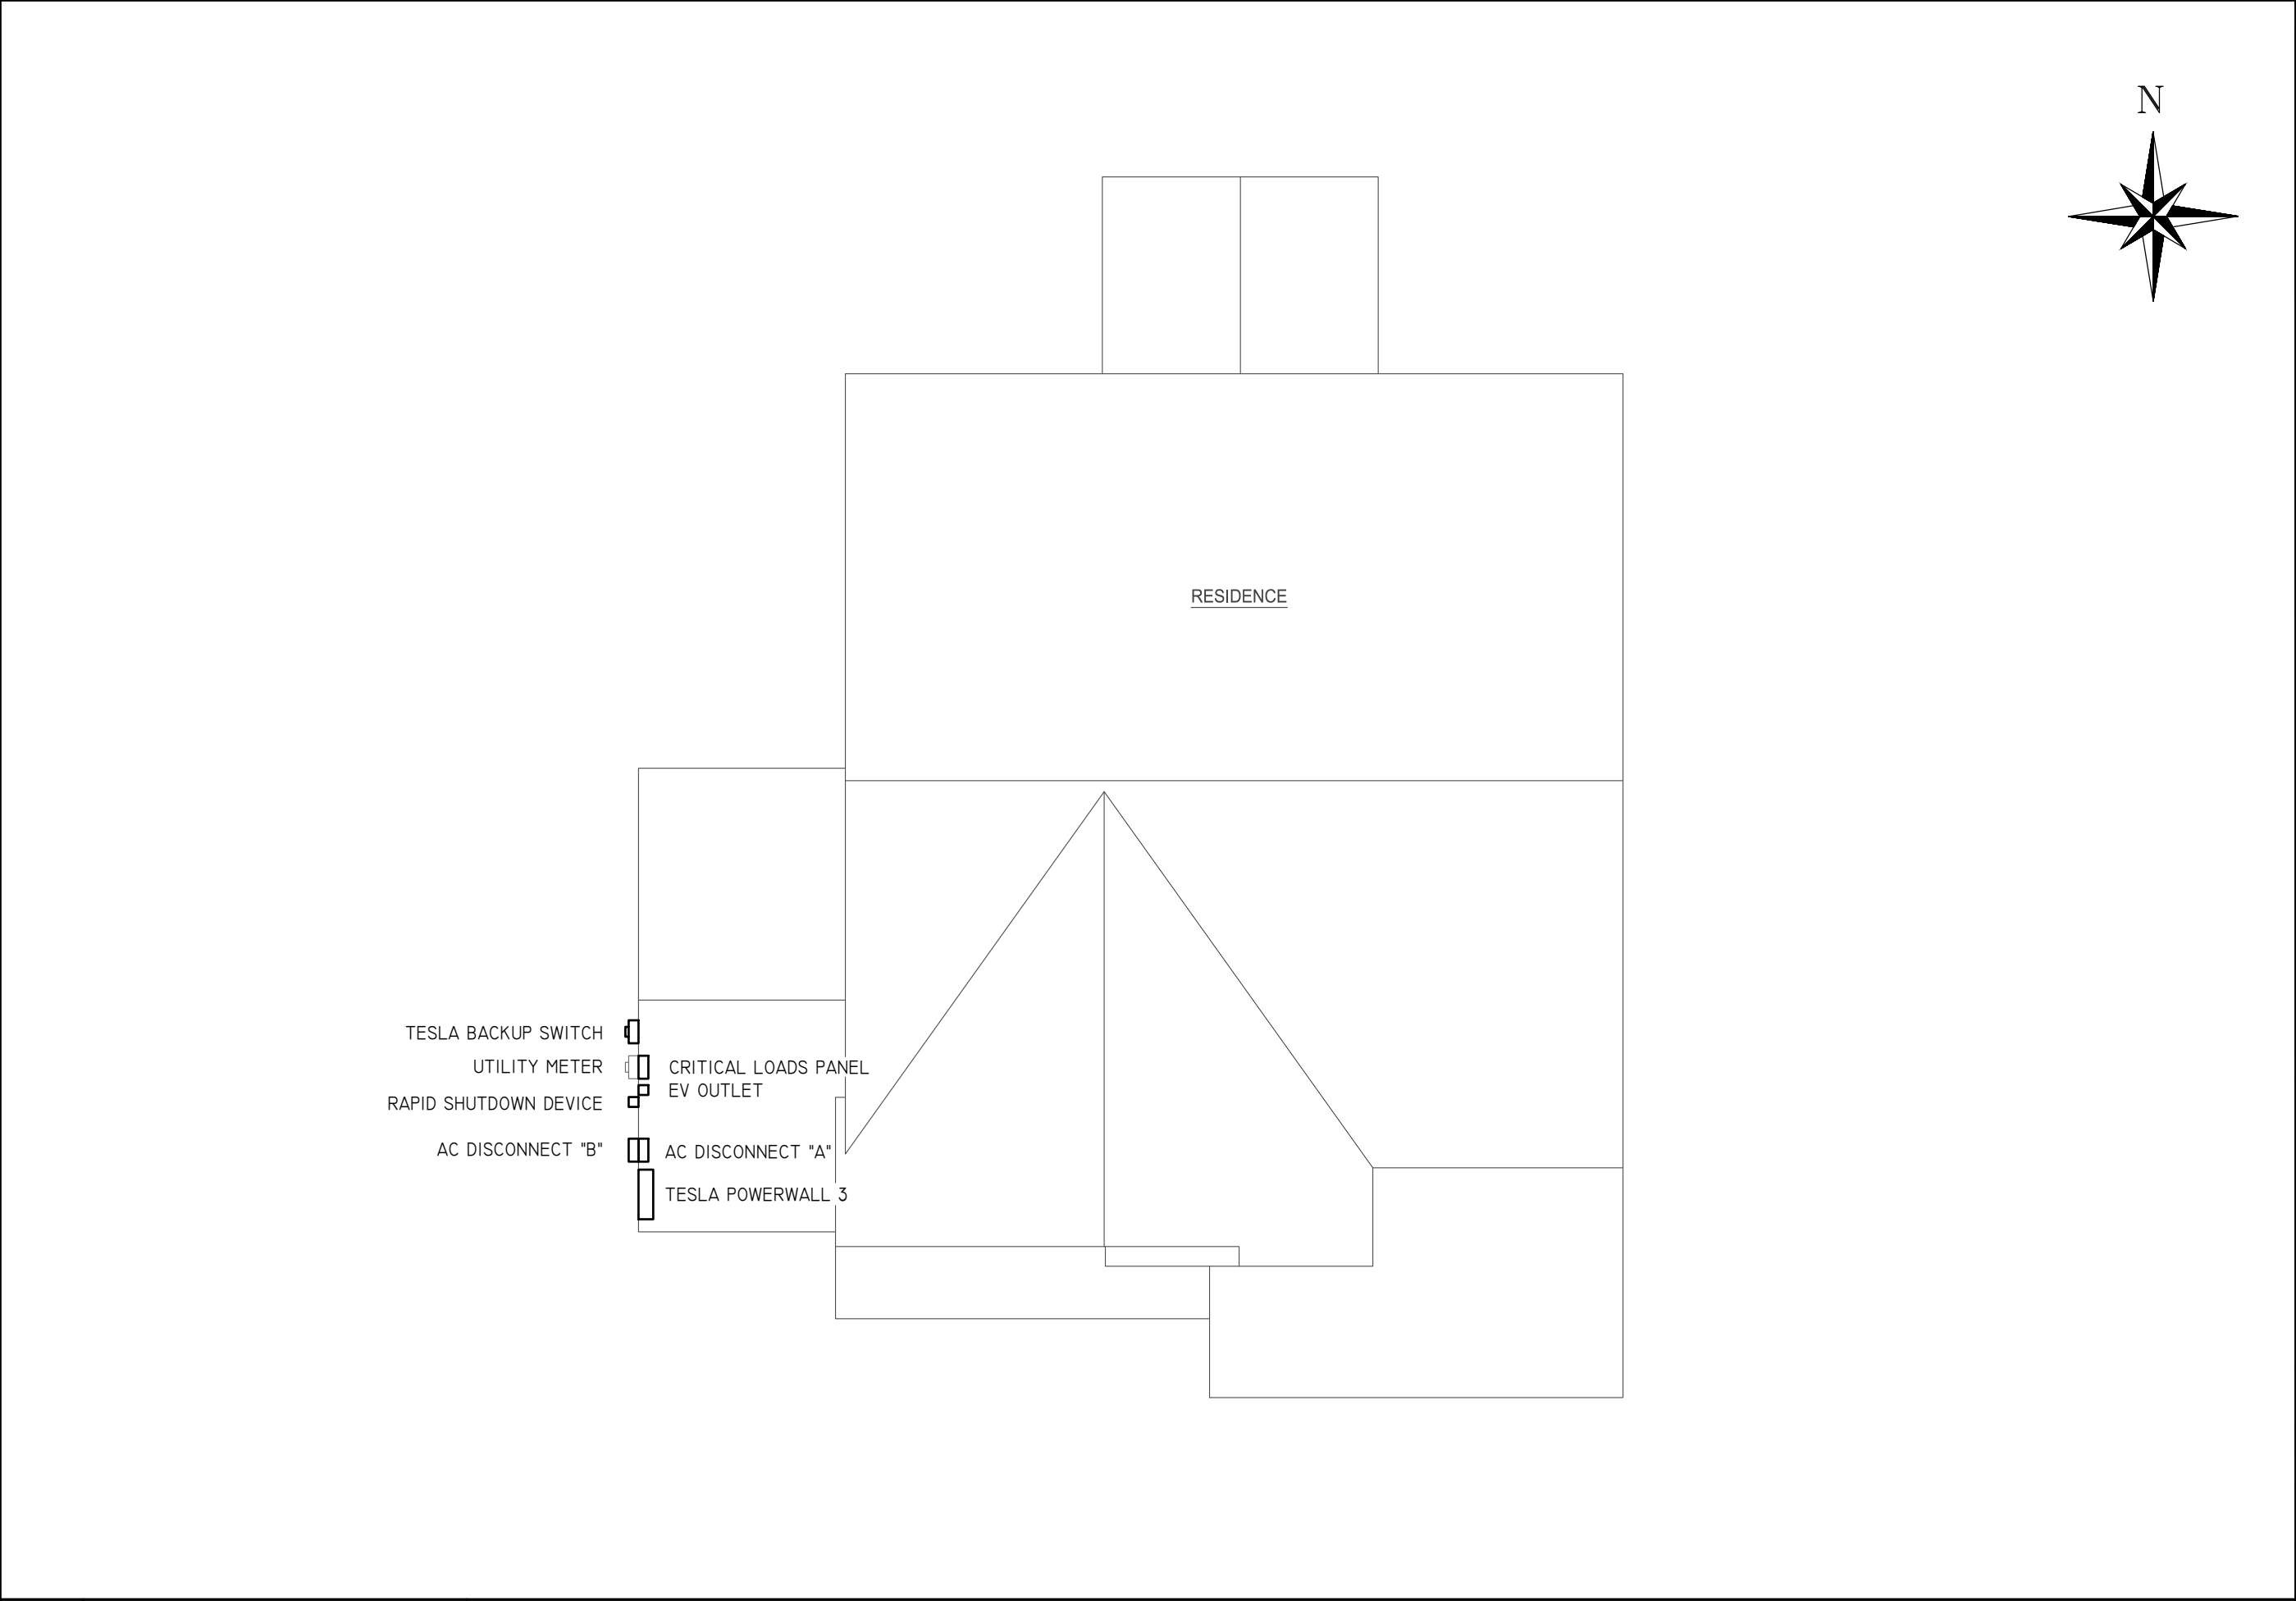 N
RESIDENCE
TESLA BACKUP SWITCH
UTILITY METER
CRITICAL LOADS PANEL
EV OUTLET
RAPID SHUTDOWN DEVICE
AC DISCONNECT "B"
AC DISCONNECT "A"
TESLA POWERWALL 3